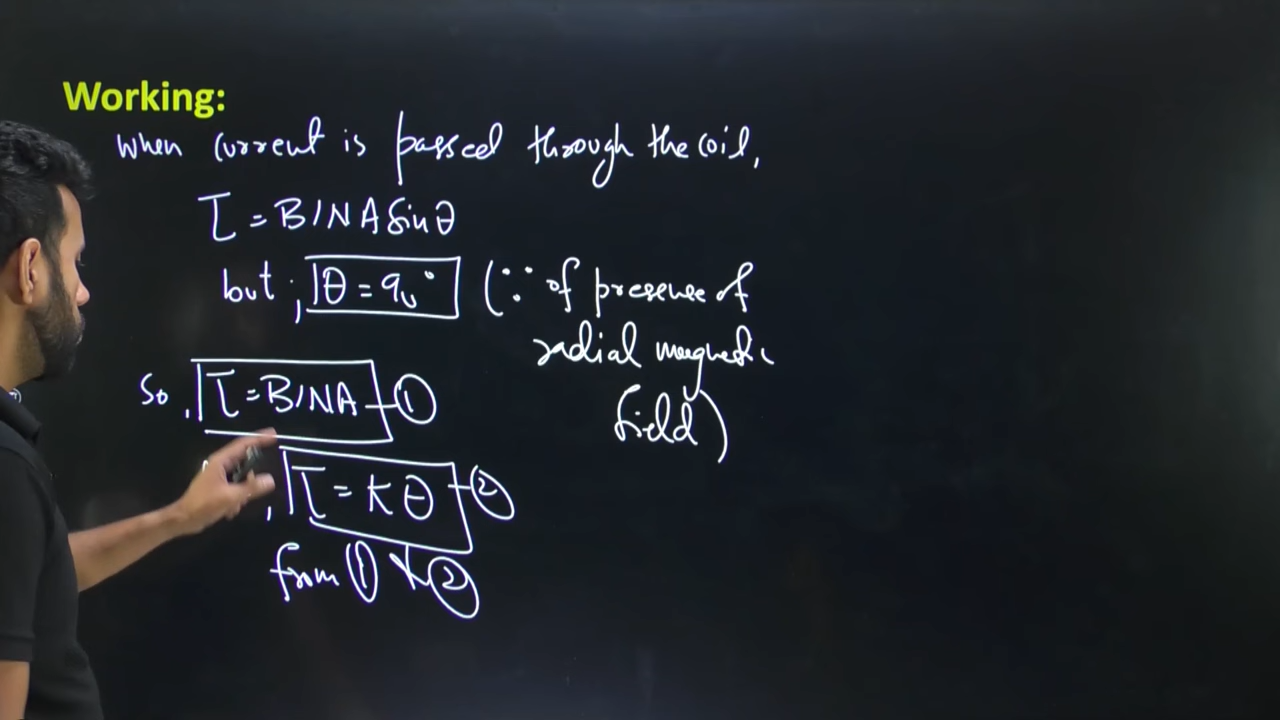 Working:
When current is passed through the coil,
τ = BINA sinθ
but, θ = 90° (∵ of presence of
radial magnetic
field)
So, τ = BINA -①
, τ = Kθ -②
from ① & ②